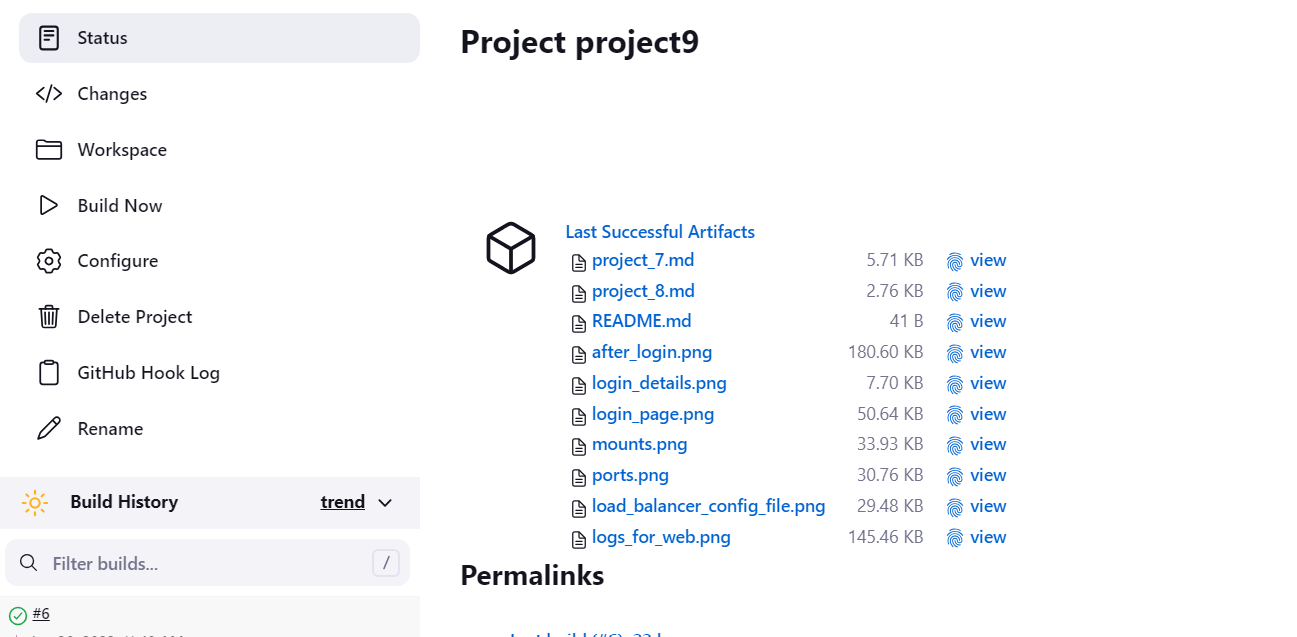 Status
Changes
Workspace
Build Now
Configure
Delete Project
GitHub Hook Log
Rename
Build History trend
Filter builds... /
#6
Project project9
Last Successful Artifacts
project_7.md 5.71 KB view
project_8.md 2.76 KB view
README.md 41 B view
after_login.png 180.60 KB view
login_details.png 7.70 KB view
login_page.png 50.64 KB view
mounts.png 33.93 KB view
ports.png 30.76 KB view
load_balancer_config_file.png 29.48 KB view
logs_for_web.png 145.46 KB view
Permalinks